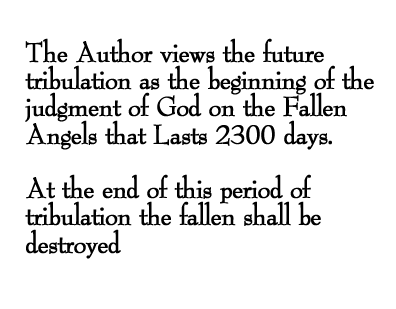 The Author views the future
tribulation as the beginning of the
judgment of God on the Fallen
Angels that Lasts 2300 days.
At the end of this period of
tribulation the fallen shall be
destroyed